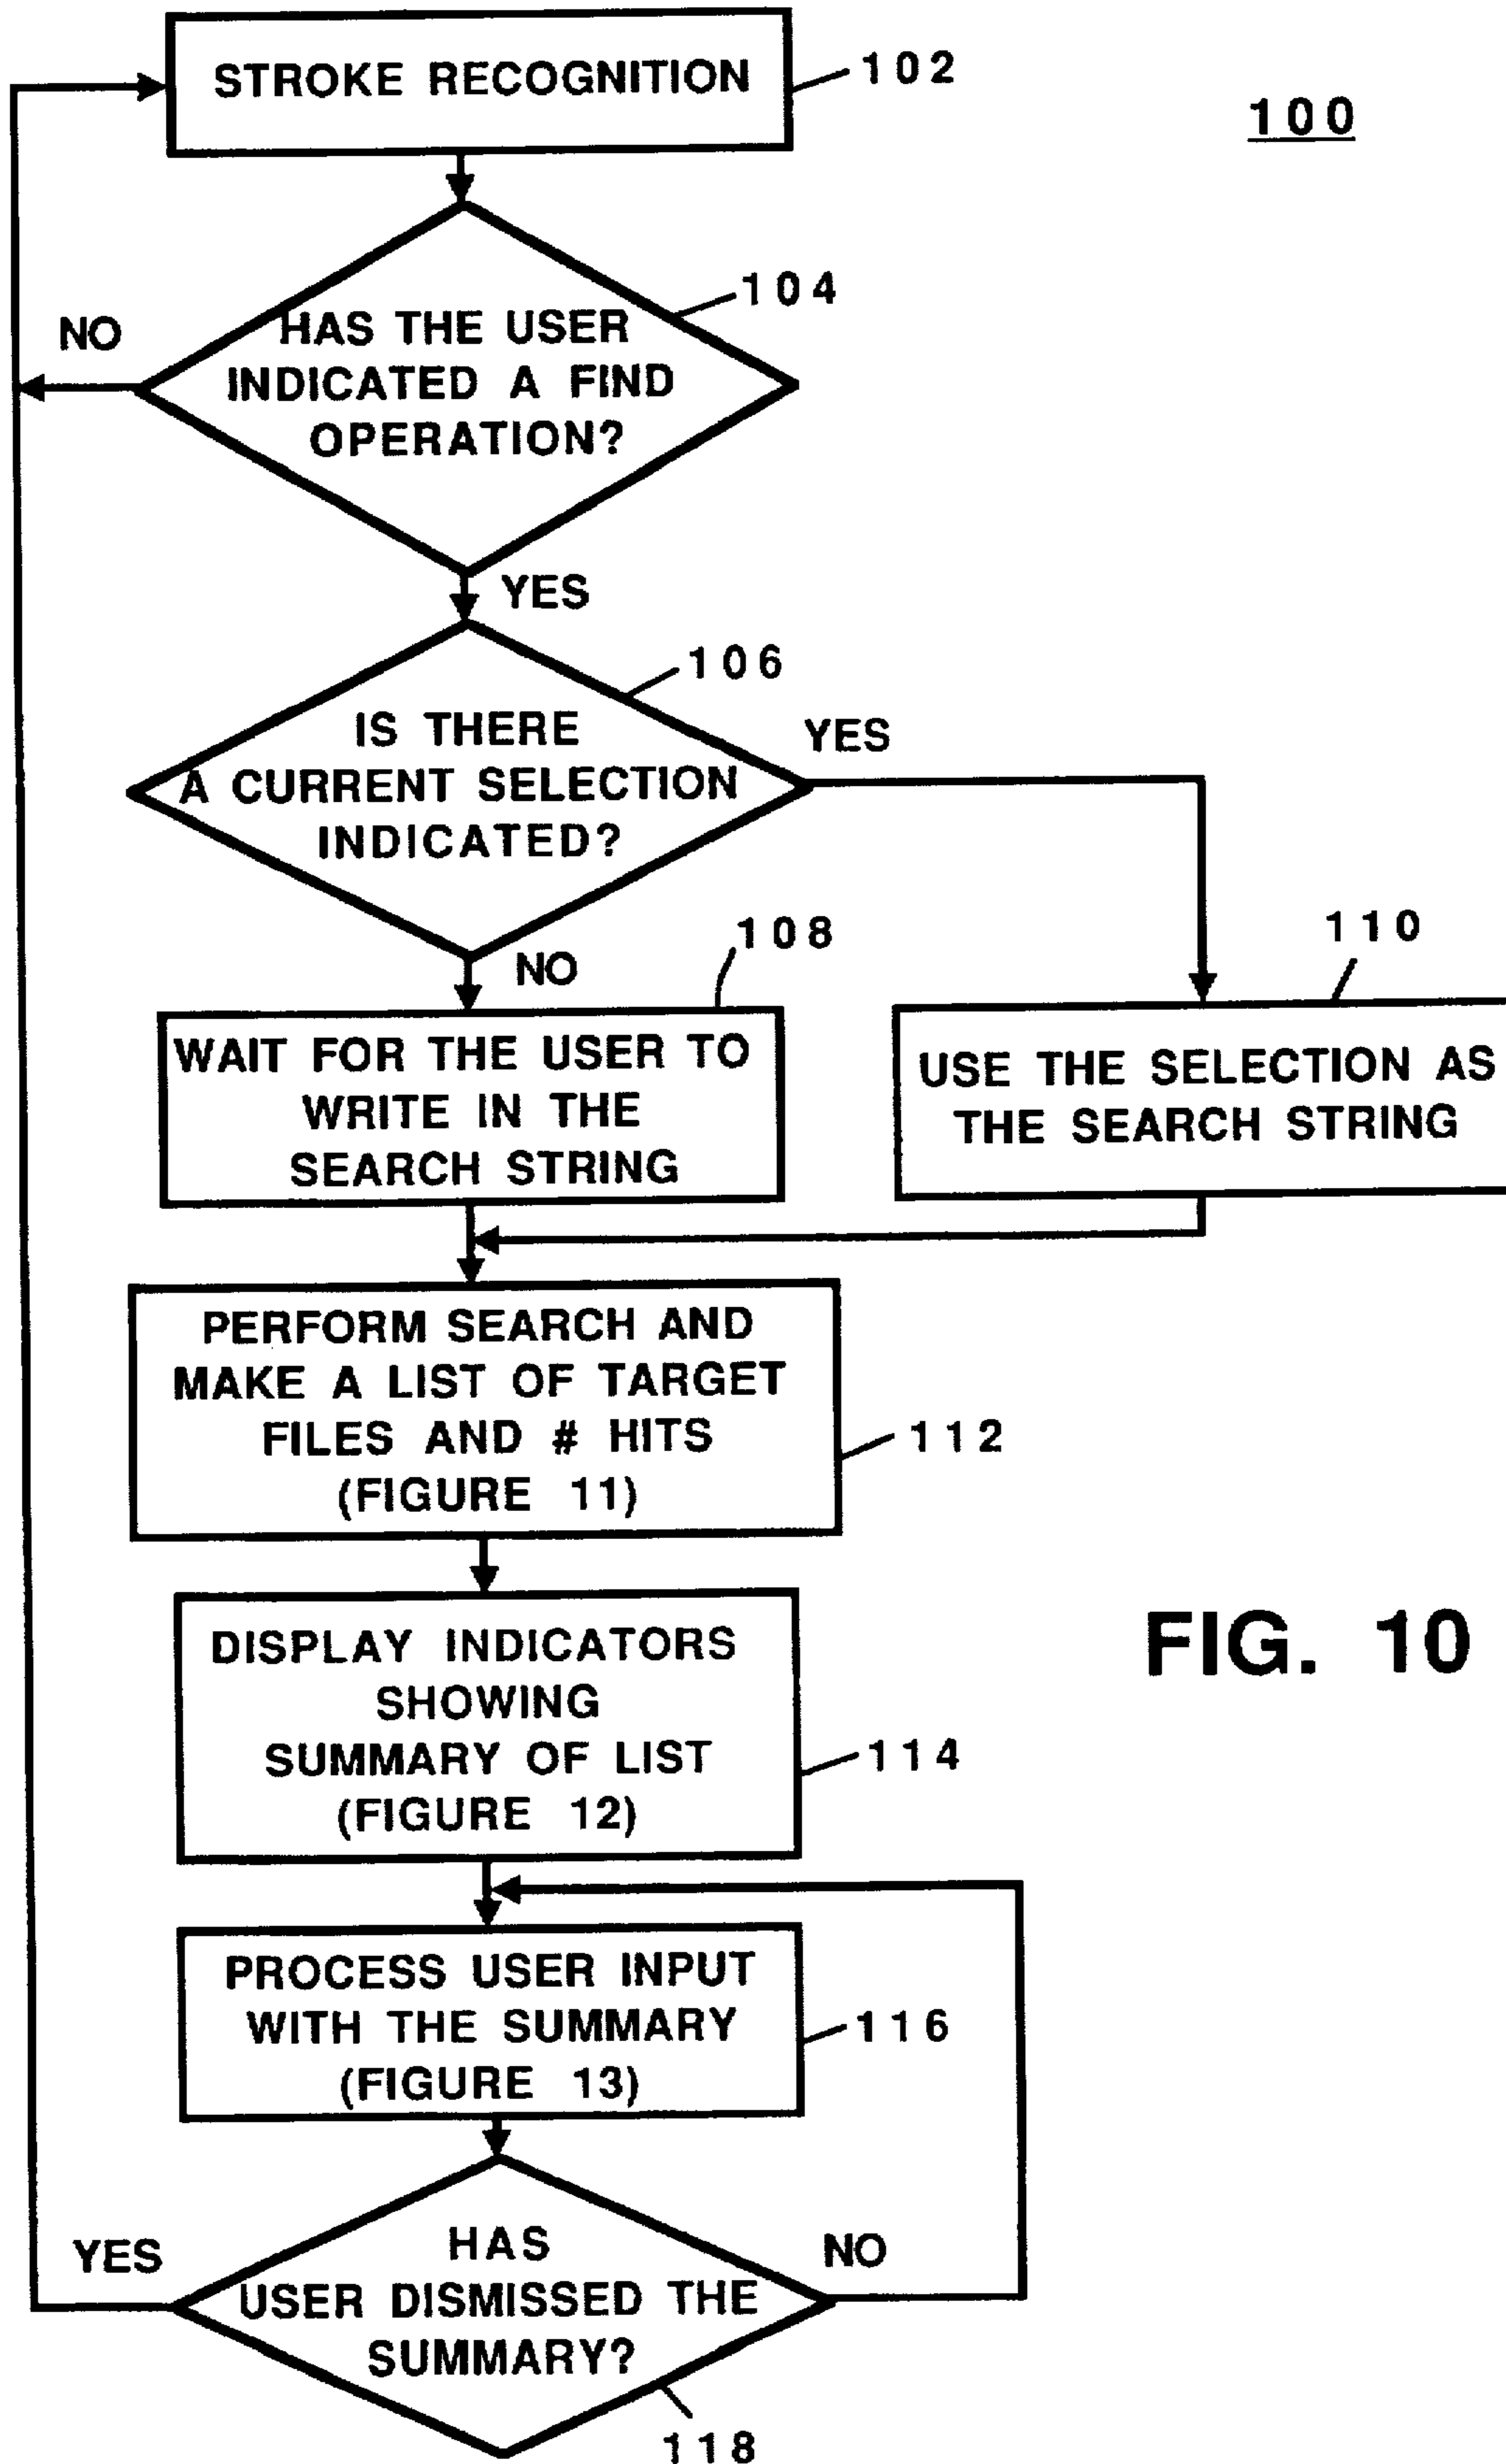 STROKE RECOGNITION
102
100
104
NO
HAS THE USER
INDICATED A FIND
OPERATION?
YES
106
IS THERE
A CURRENT SELECTION
INDICATED?
YES
NO
108
110
WAIT FOR THE USER TO
WRITE IN THE
SEARCH STRING
USE THE SELECTION AS
THE SEARCH STRING
PERFORM SEARCH AND
MAKE A LIST OF TARGET
FILES AND # HITS
(FIGURE 11)
112
DISPLAY INDICATORS
SHOWING
SUMMARY OF LIST
(FIGURE 12)
114
FIG. 10
PROCESS USER INPUT
WITH THE SUMMARY
(FIGURE 13)
116
YES
HAS
USER DISMISSED THE
SUMMARY?
NO
118